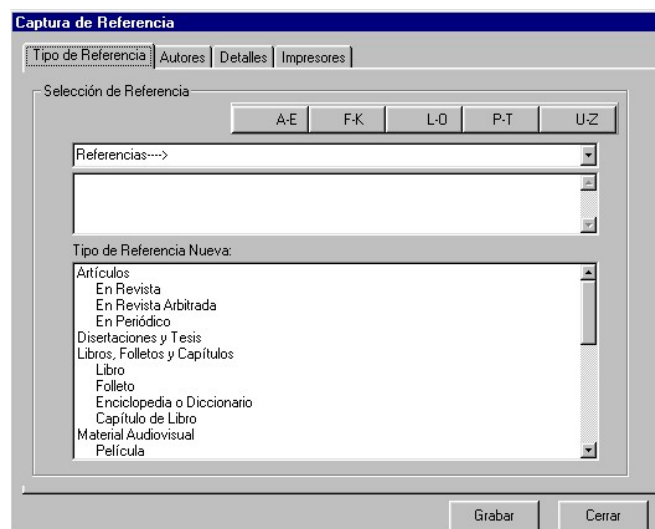 Captura de Referencia
Tipo de Referencia Autores Detalles Impresores
Selección de Referencia
A-E F-K L-O P-T U-Z
Referencias---->
Tipo de Referencia Nueva:
Artículos
En Revista
En Revista Arbitrada
En Periódico
Disertaciones y Tesis
Libros, Folletos y Capítulos
Libro
Folleto
Enciclopedia o Diccionario
Capítulo de Libro
Material Audiovisual
Película
Grabar Cerrar